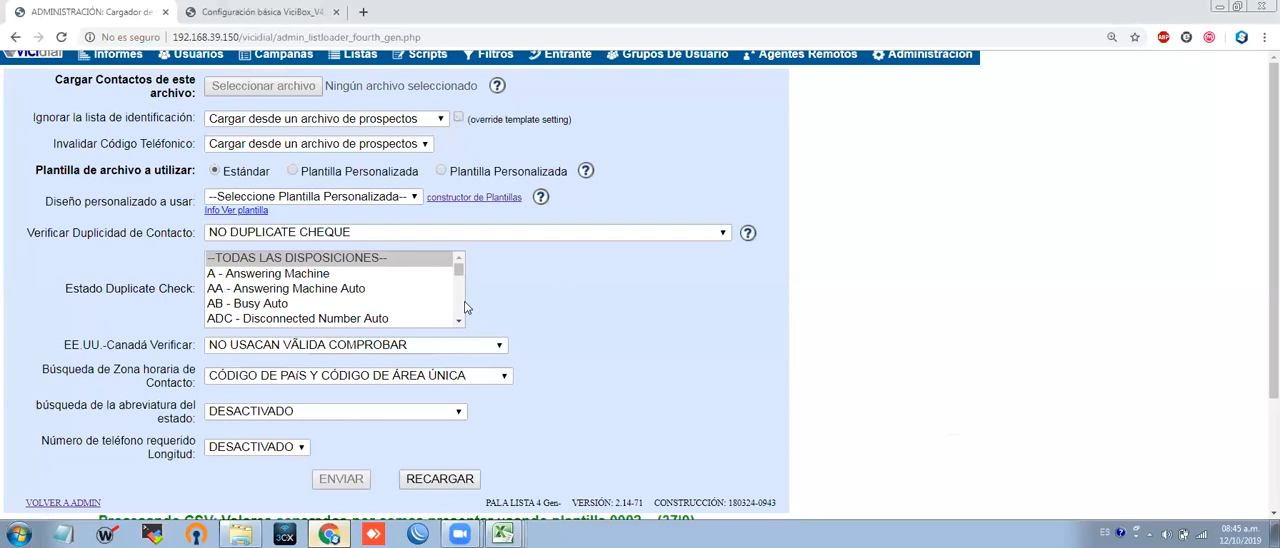 ADMINISTRACIÓN: Cargador de
Configuración básica ViciBox_V4
No es seguro
192.168.39.150/vicidial/admin_listloader_fourth_gen.php
Informes
Usuarios
Campañas
Listas
Scripts
Filtros
Entrante
Grupos De Usuario
Agentes Remotos
Administración
Cargar Contactos de este
archivo:
Seleccionar archivo
Ningún archivo seleccionado
Ignorar la lista de identificación:
Cargar desde un archivo de prospectos
(override template setting)
Invalidar Código Teléfonico:
Cargar desde un archivo de prospectos
Plantilla de archivo a utilizar:
Estándar
Plantilla Personalizada
Plantilla Personalizada
Diseño personalizado a usar:
--Seleccione Plantilla Personalizada--
constructor de Plantillas
Info Ver plantilla
Verificar Duplicidad de Contacto:
NO DUPLICATE CHEQUE
Estado Duplicate Check:
--TODAS LAS DISPOSICIONES--
A - Answering Machine
AA - Answering Machine Auto
AB - Busy Auto
ADC - Disconnected Number Auto
EE.UU.-Canadá Verificar:
NO USACAN VÃLIDA COMPROBAR
Búsqueda de Zona horaria de
Contacto:
CÓDIGO DE PAíS Y CÓDIGO DE ÁREA ÚNICA
búsqueda de la abreviatura del
estado:
DESACTIVADO
Número de teléfono requerido
Longitud:
DESACTIVADO
ENVIAR
RECARGAR
VOLVER A ADMIN
PALA LISTA 4 Gen-
VERSIÓN: 2.14-71
CONSTRUCCIÓN: 180324-0943
3CX
ES
08:45 a.m.
12/10/2019